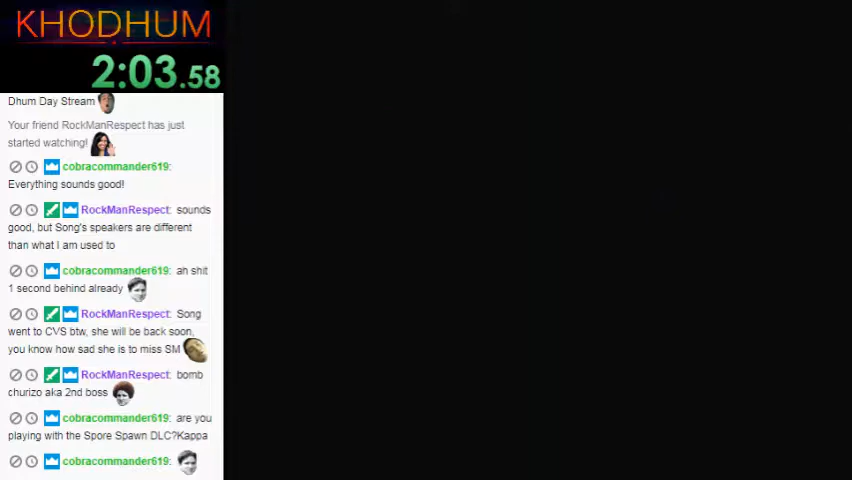 KHODHUM
2:03.58
Dhum Day Stream
Your friend RockManRespect has just
started watching!
cobracommander619:
Everything sounds good!
RockManRespect: sounds
good, but Song's speakers are different
than what I am used to
cobracommander619: ah shit
1 second behind already
RockManRespect: Song
went to CVS btw, she will be back soon,
you know how sad she is to miss SM
RockManRespect: bomb
churizo aka 2nd boss
cobracommander619: are you
playing with the Spore Spawn DLC?Kappa
cobracommander619: